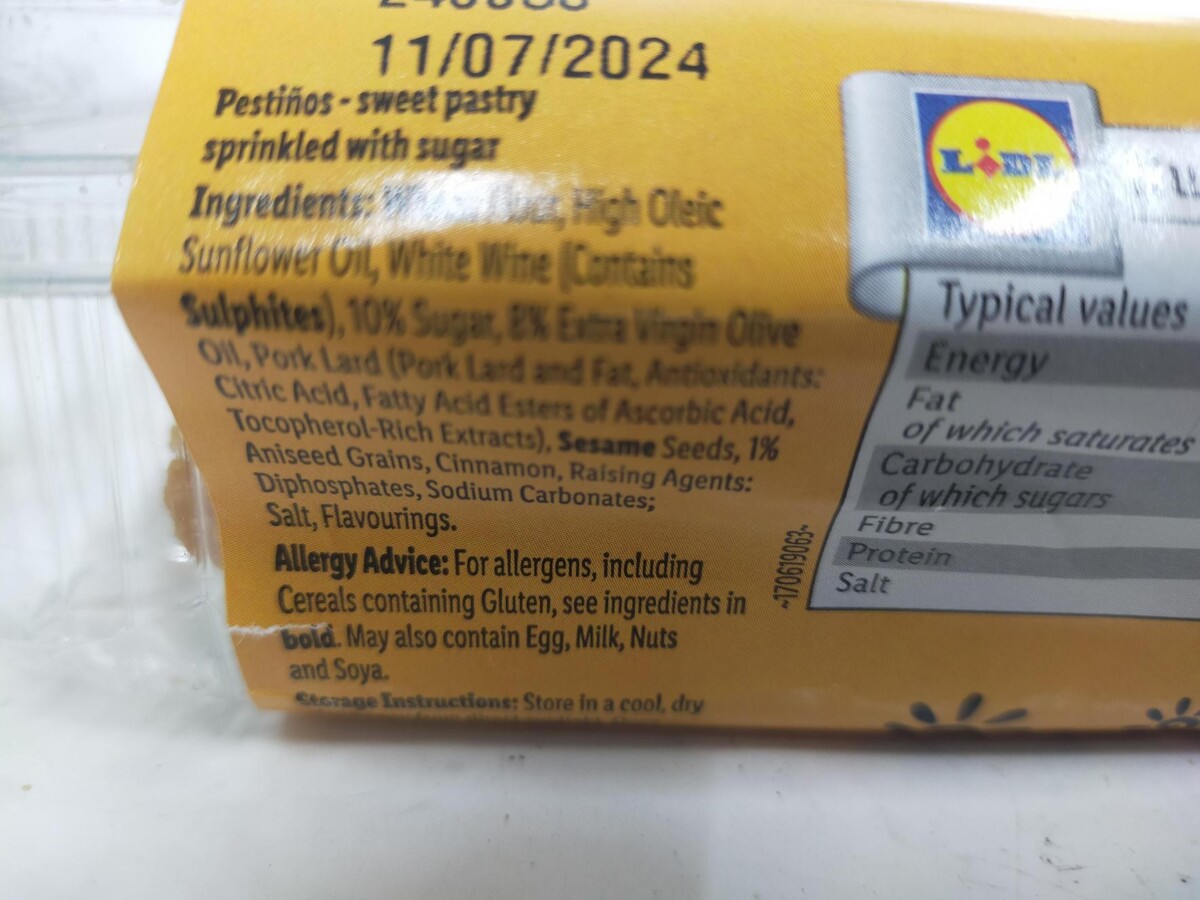 11/07/2024
Pestiños - sweet pastry
sprinkled with sugar
Ingredients: High Oleic
Sunflower Oil, White Wine (Contains
Sulphites), 10% Sugar, 8% Extra Virgin Olive
Oil, Pork Lard (Pork Lard and Fat, Antioxidants:
Citric Acid, Fatty Acid Esters of Ascorbic Acid,
Tocopherol-Rich Extracts), Sesame Seeds, 1%
Aniseed Grains, Cinnamon, Raising Agents:
Diphosphates, Sodium Carbonates;
Salt, Flavourings.
Allergy Advice: For allergens, including
Cereals containing Gluten, see ingredients in
bold. May also contain Egg, Milk, Nuts
and Soya.
Storage Instructions: Store in a cool, dry
~170619063~
LIDL
Typical values
Energy
Fat
of which saturates
Carbohydrate
of which sugars
Fibre
Protein
Salt